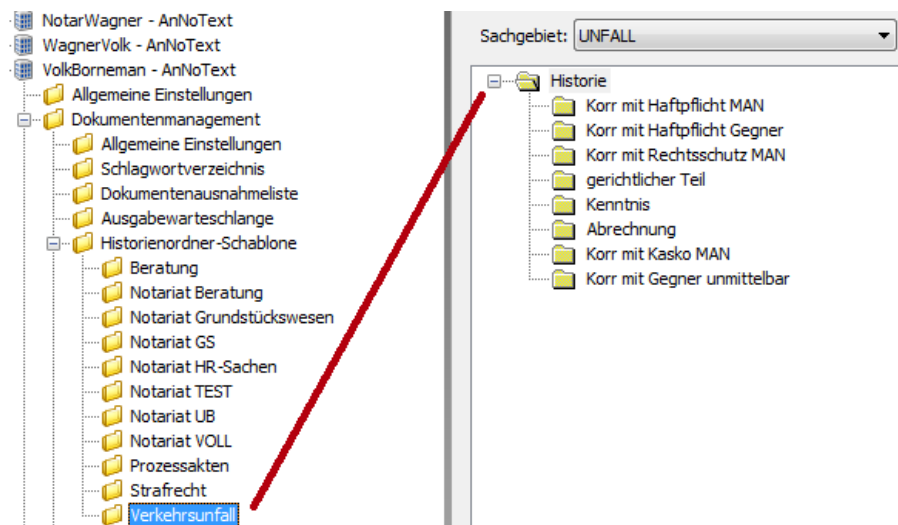 NotarWagner - AnNoText
WagnerVolk - AnNoText
VolkBorneman - AnNoText
Allgemeine Einstellungen
Dokumentenmanagement
Allgemeine Einstellungen
Schlagwortverzeichnis
Dokumentenausnahmeliste
Ausgabewarteschlange
Historienordner-Schablone
Beratung
Notariat Beratung
Notariat Grundstückswesen
Notariat GS
Notariat HR-Sachen
Notariat TEST
Notariat UB
Notariat VOLL
Prozessakten
Strafrecht
Verkehrsunfall
Sachgebiet: UNFALL
Historie
Korr mit Haftpflicht MAN
Korr mit Haftpflicht Gegner
Korr mit Rechtsschutz MAN
gerichtlicher Teil
Kenntnis
Abrechnung
Korr mit Kasko MAN
Korr mit Gegner unmittelbar